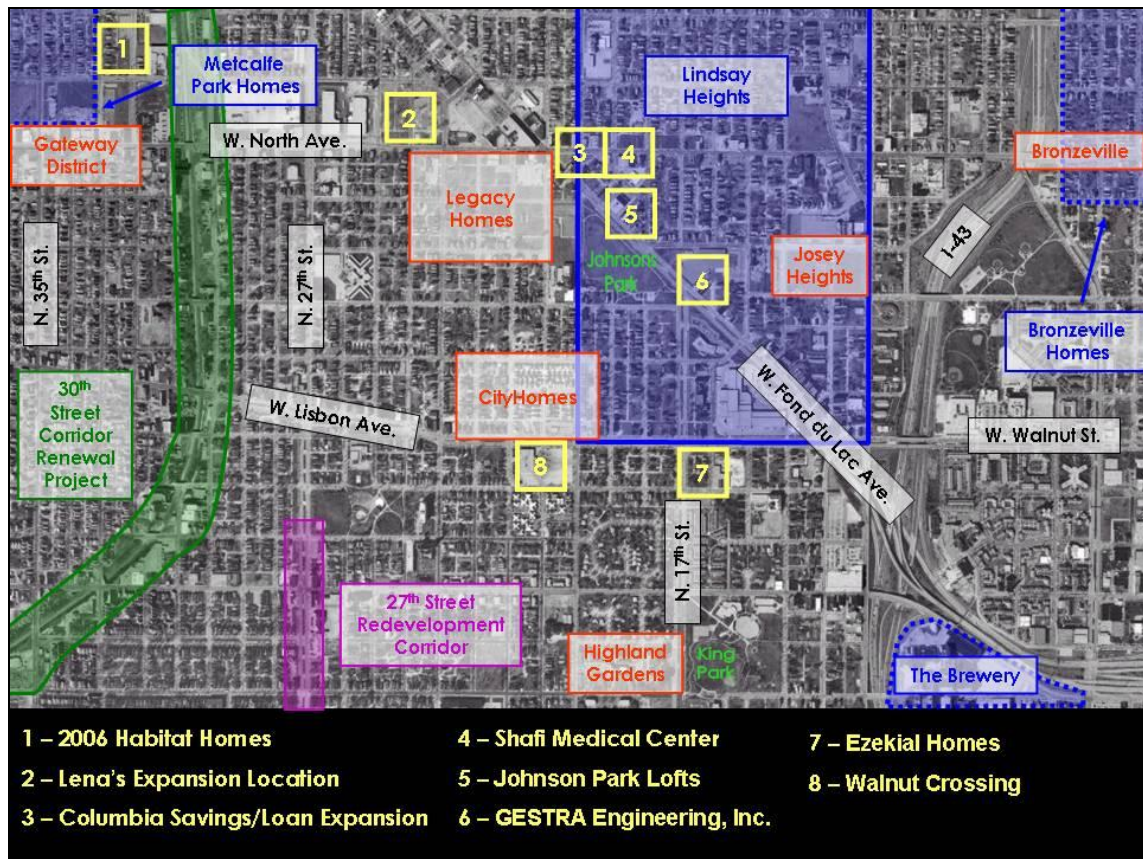 1
Metcalfe
Park Homes
Lindsay
Heights
2
W. North Ave.
Gateway
District
3
4
Bronzeville
Legacy
Homes
5
N. 35th St.
N. 27th St.
Johnsons
Park
6
Josey
Heights
I-43
Bronzeville
Homes
30th
Street
Corridor
Renewal
Project
W. Lisbon Ave.
CityHomes
W. Fond du Lac Ave.
W. Walnut St.
8
7
N. 17th St.
27th Street
Redevelopment
Corridor
Highland
Gardens
King
Park
The Brewery
1 – 2006 Habitat Homes
2 – Lena's Expansion Location
3 – Columbia Savings/Loan Expansion
4 – Shafi Medical Center
5 – Johnson Park Lofts
6 – GESTRA Engineering, Inc.
7 – Ezekial Homes
8 – Walnut Crossing